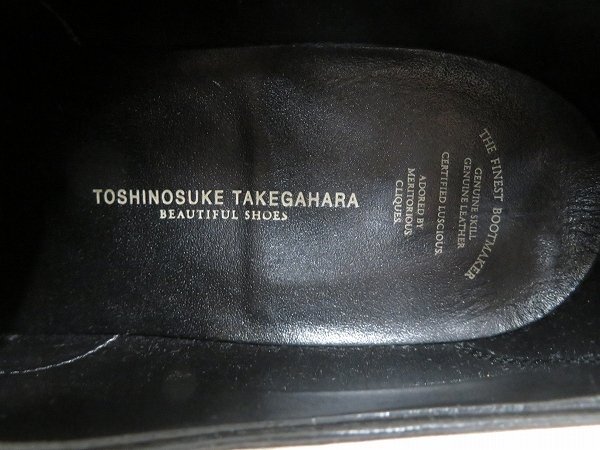 TOSHINOSUKE TAKEGAHARA
BEAUTIFUL SHOES
THE FINEST BOOTMAKER
GENUINE SKILL
GENUINE LEATHER
CERTIFIED LUSCIOUS
ADORED BY
MERITORIOUS
CLIQUES.